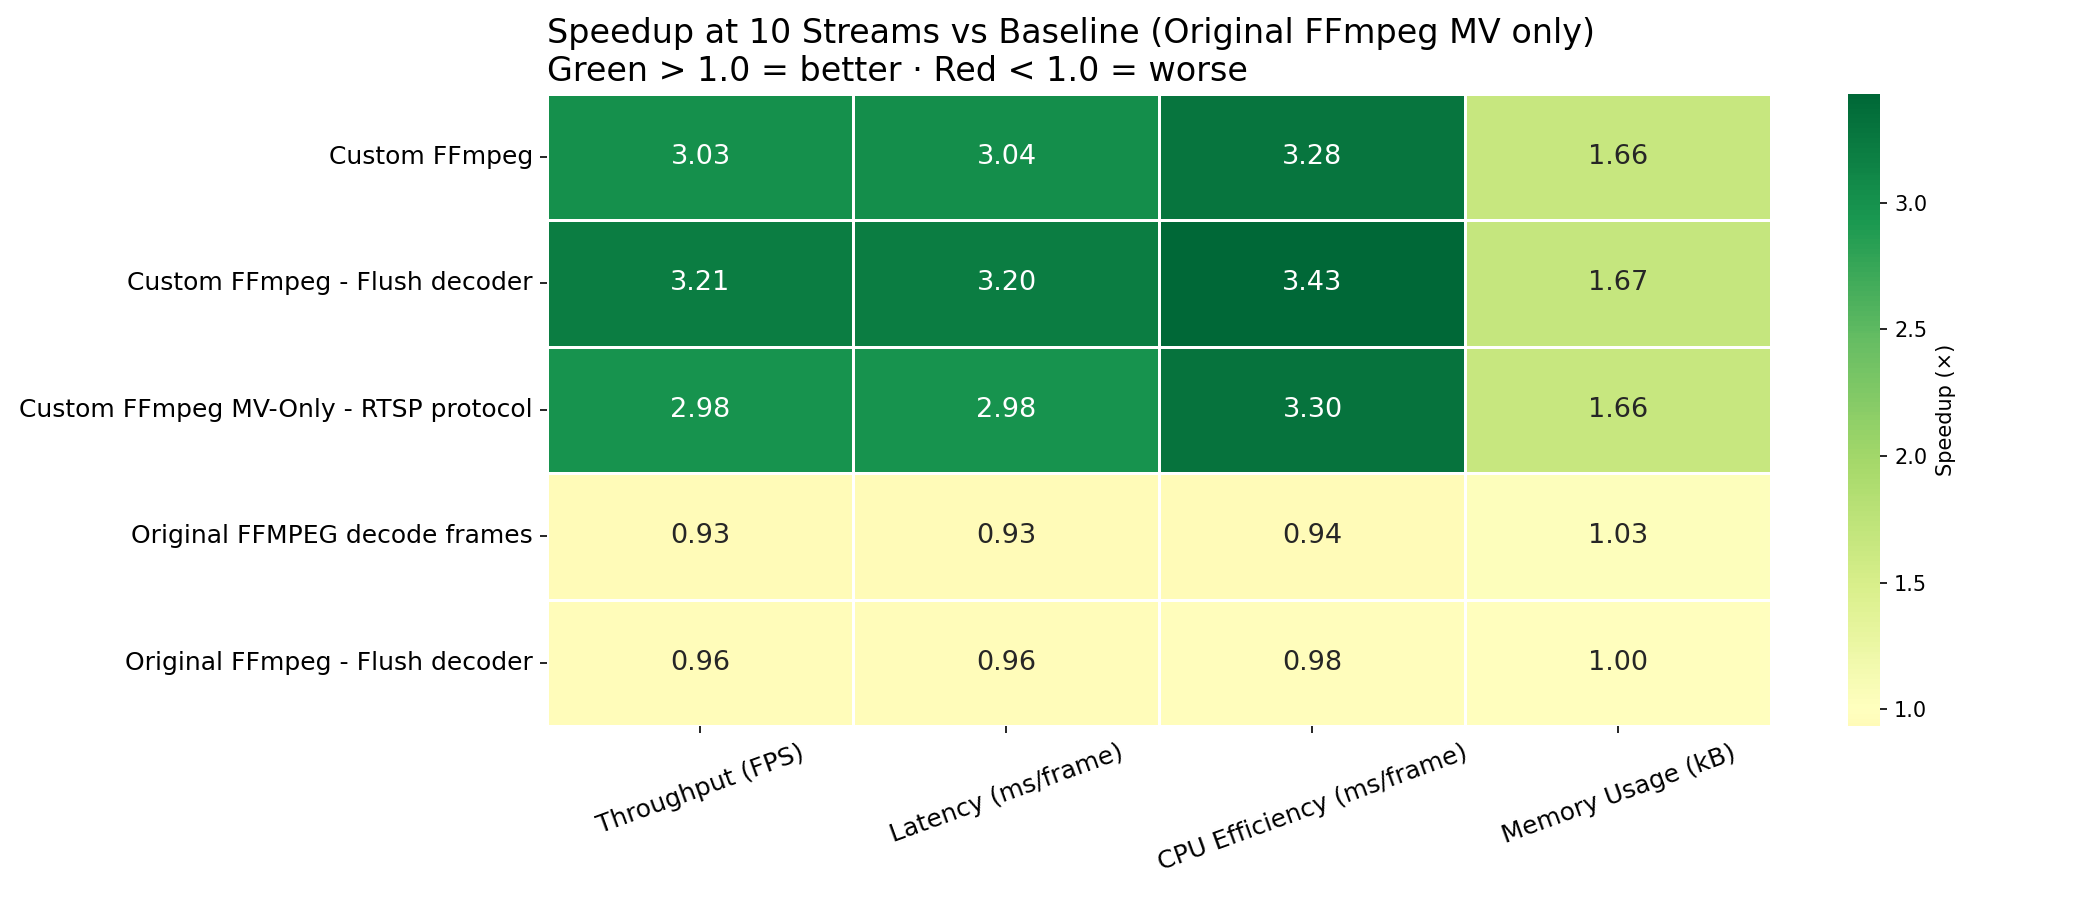 Speedup at 10 Streams vs Baseline (Original FFmpeg MV only)
Green > 1.0 = better · Red < 1.0 = worse
Custom FFmpeg 3.03 3.04 3.28 1.66
Custom FFmpeg - Flush decoder 3.21 3.20 3.43 1.67
Custom FFmpeg MV-Only - RTSP protocol 2.98 2.98 3.30 1.66
Original FFMPEG decode frames 0.93 0.93 0.94 1.03
Original FFmpeg - Flush decoder 0.96 0.96 0.98 1.00
Throughput (FPS)
Latency (ms/frame)
CPU Efficiency (ms/frame)
Memory Usage (kB)
3.0
2.5
2.0
1.5
1.0
Speedup (×)